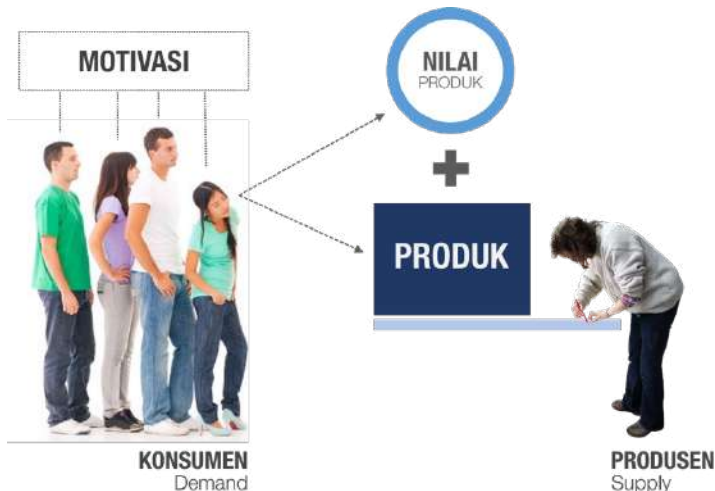 MOTIVASI
NILAI
PRODUK
PRODUK
KONSUMEN
Demand
PRODUSEN
Supply